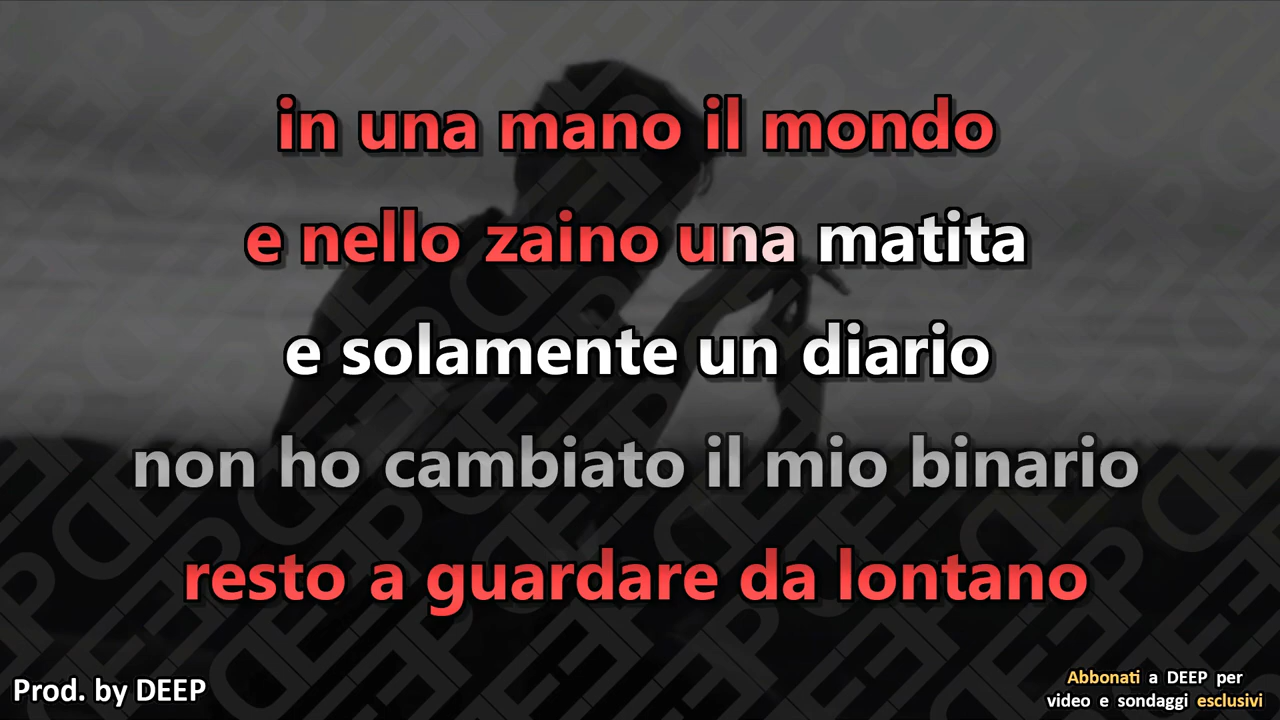 in una mano il mondo
e nello zaino una matita
e solamente un diario
non ho cambiato il mio binario
resto a guardare da lontano
Prod. by DEEP
Abbonati a DEEP per
video e sondaggi esclusivi